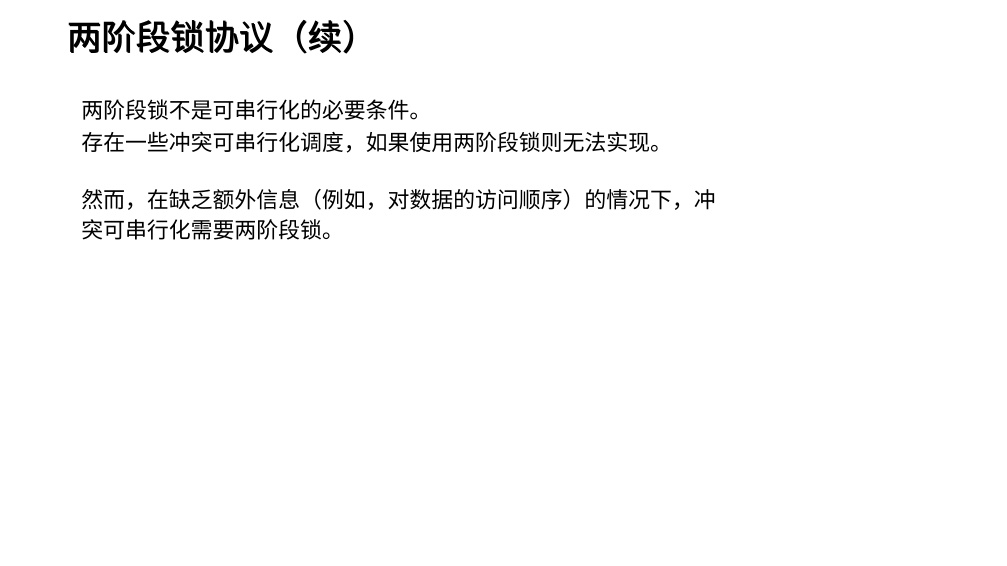 两阶段锁协议（续）
两阶段锁不是可串行化的必要条件。
存在一些冲突可串行化调度，如果使用两阶段锁则无法实现。
然而，在缺乏额外信息（例如，对数据的访问顺序）的情况下，冲
突可串行化需要两阶段锁。